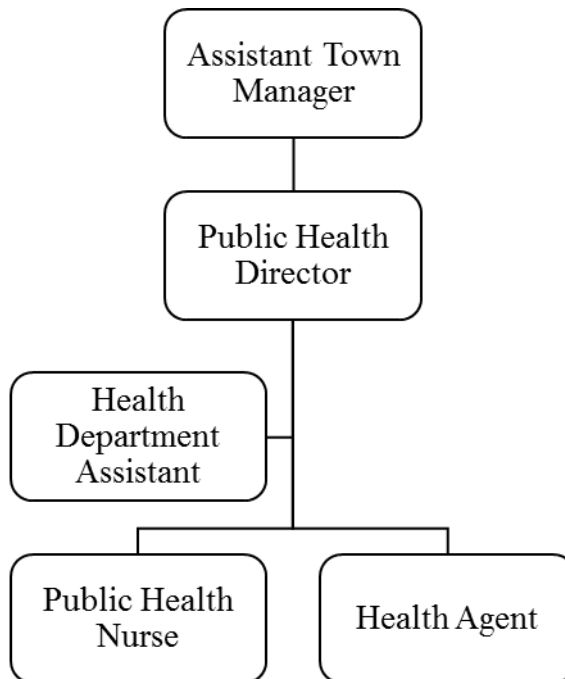 Assistant Town
Manager
Public Health
Director
Health
Department
Assistant
Public Health
Nurse
Health Agent